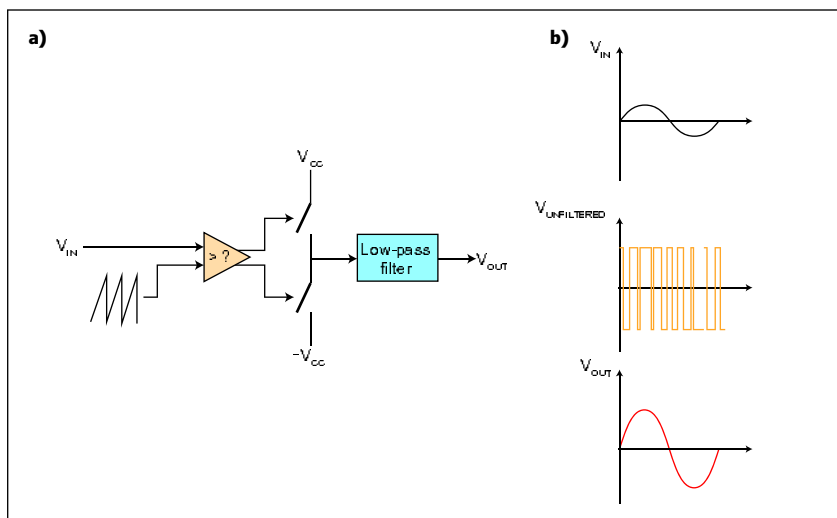 a)
V_CC
V_IN
> ?
Low-pass
filter
V_OUT
–V_CC
b)
V_IN
V_UNFILTERED
V_OUT